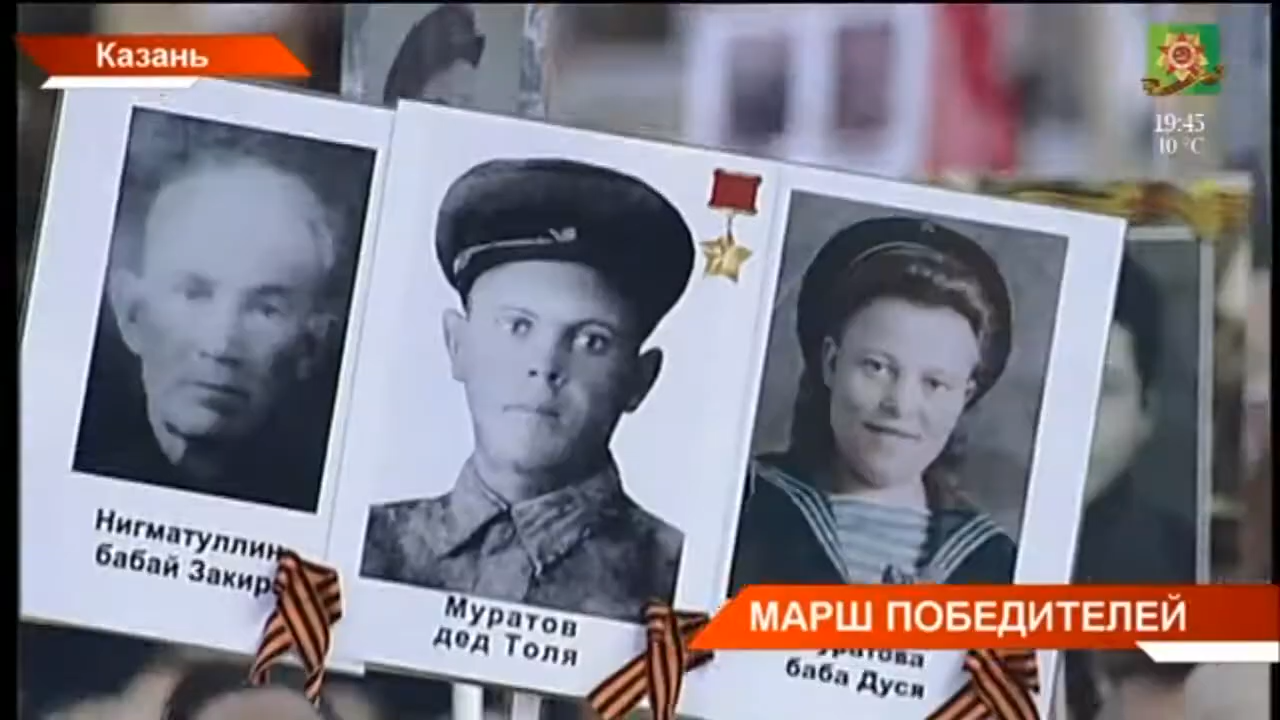 Казань
19:45
10 °C
Нигматуллин
бабай Закир
Муратов
дед Толя
МАРШ ПОБЕДИТЕЛЕЙ
баба Дуся